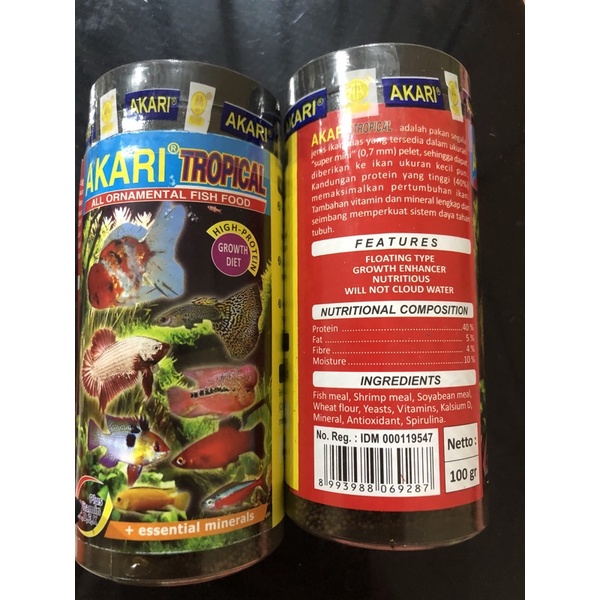 AKARI®
AKARI®
AKARI® TROPICAL
ALL ORNAMENTAL FISH FOOD
HIGH-PROTEIN
GROWTH
DIET
Plus
+ essential minerals
AKARI®
AKARI®
AKARI TROPICAL adalah pakan
jenis ikan hias yang tersedia dalam ukuran
"super mini" (0,7 mm) pelet, sehingga dapat
diberikan ke ikan ukuran kecil pun.
Kandungan protein yang tinggi (40%)
memaksimalkan pertumbuhan ikan.
Tambahan vitamin dan mineral lengkap dan
seimbang memperkuat sistem daya tahan
tubuh.
FEATURES
FLOATING TYPE
GROWTH ENHANCER
NUTRITIOUS
WILL NOT CLOUD WATER
NUTRITIONAL COMPOSITION
Protein 40 %
Fat 5 %
Fibre 4 %
Moisture 10 %
INGREDIENTS
Fish meal, Shrimp meal, Soyabean meal,
Wheat flour, Yeasts, Vitamins, Kalsium D,
Mineral, Antioxidant, Spirulina.
No. Reg. : IDM 000119547
8 993988 069287
Netto :
100 gr